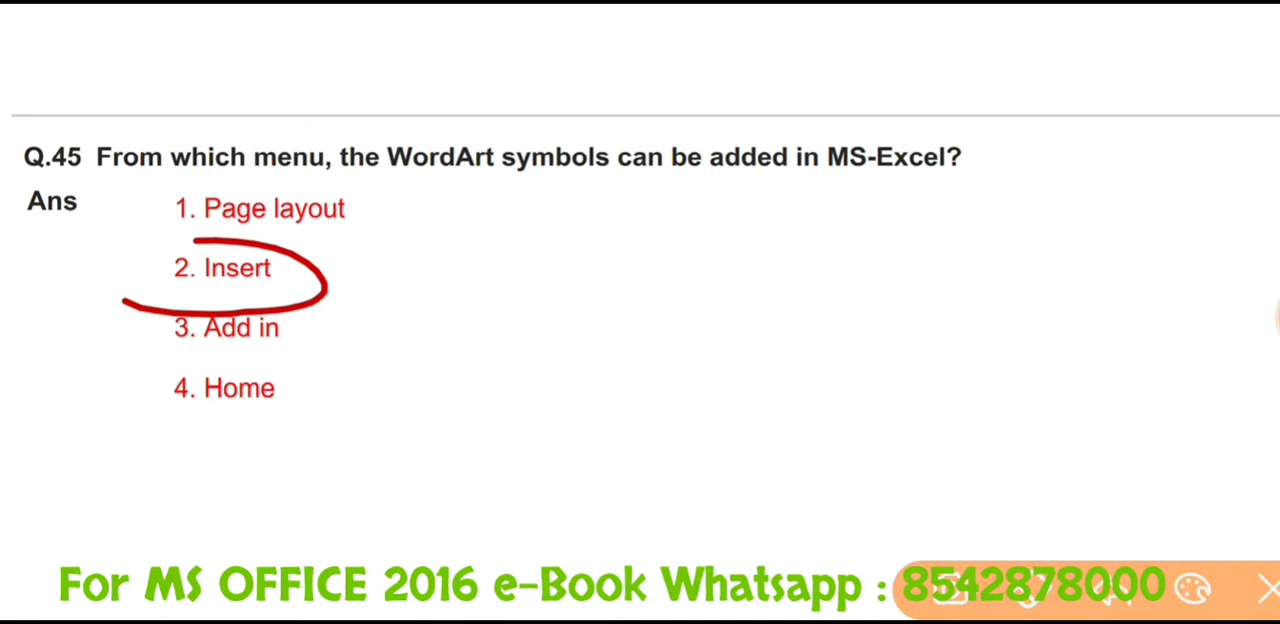 Q.45 From which menu, the WordArt symbols can be added in MS-Excel?
Ans
1. Page layout
2. Insert
3. Add in
4. Home
For MS OFFICE 2016 e-Book Whatsapp : 8542878000